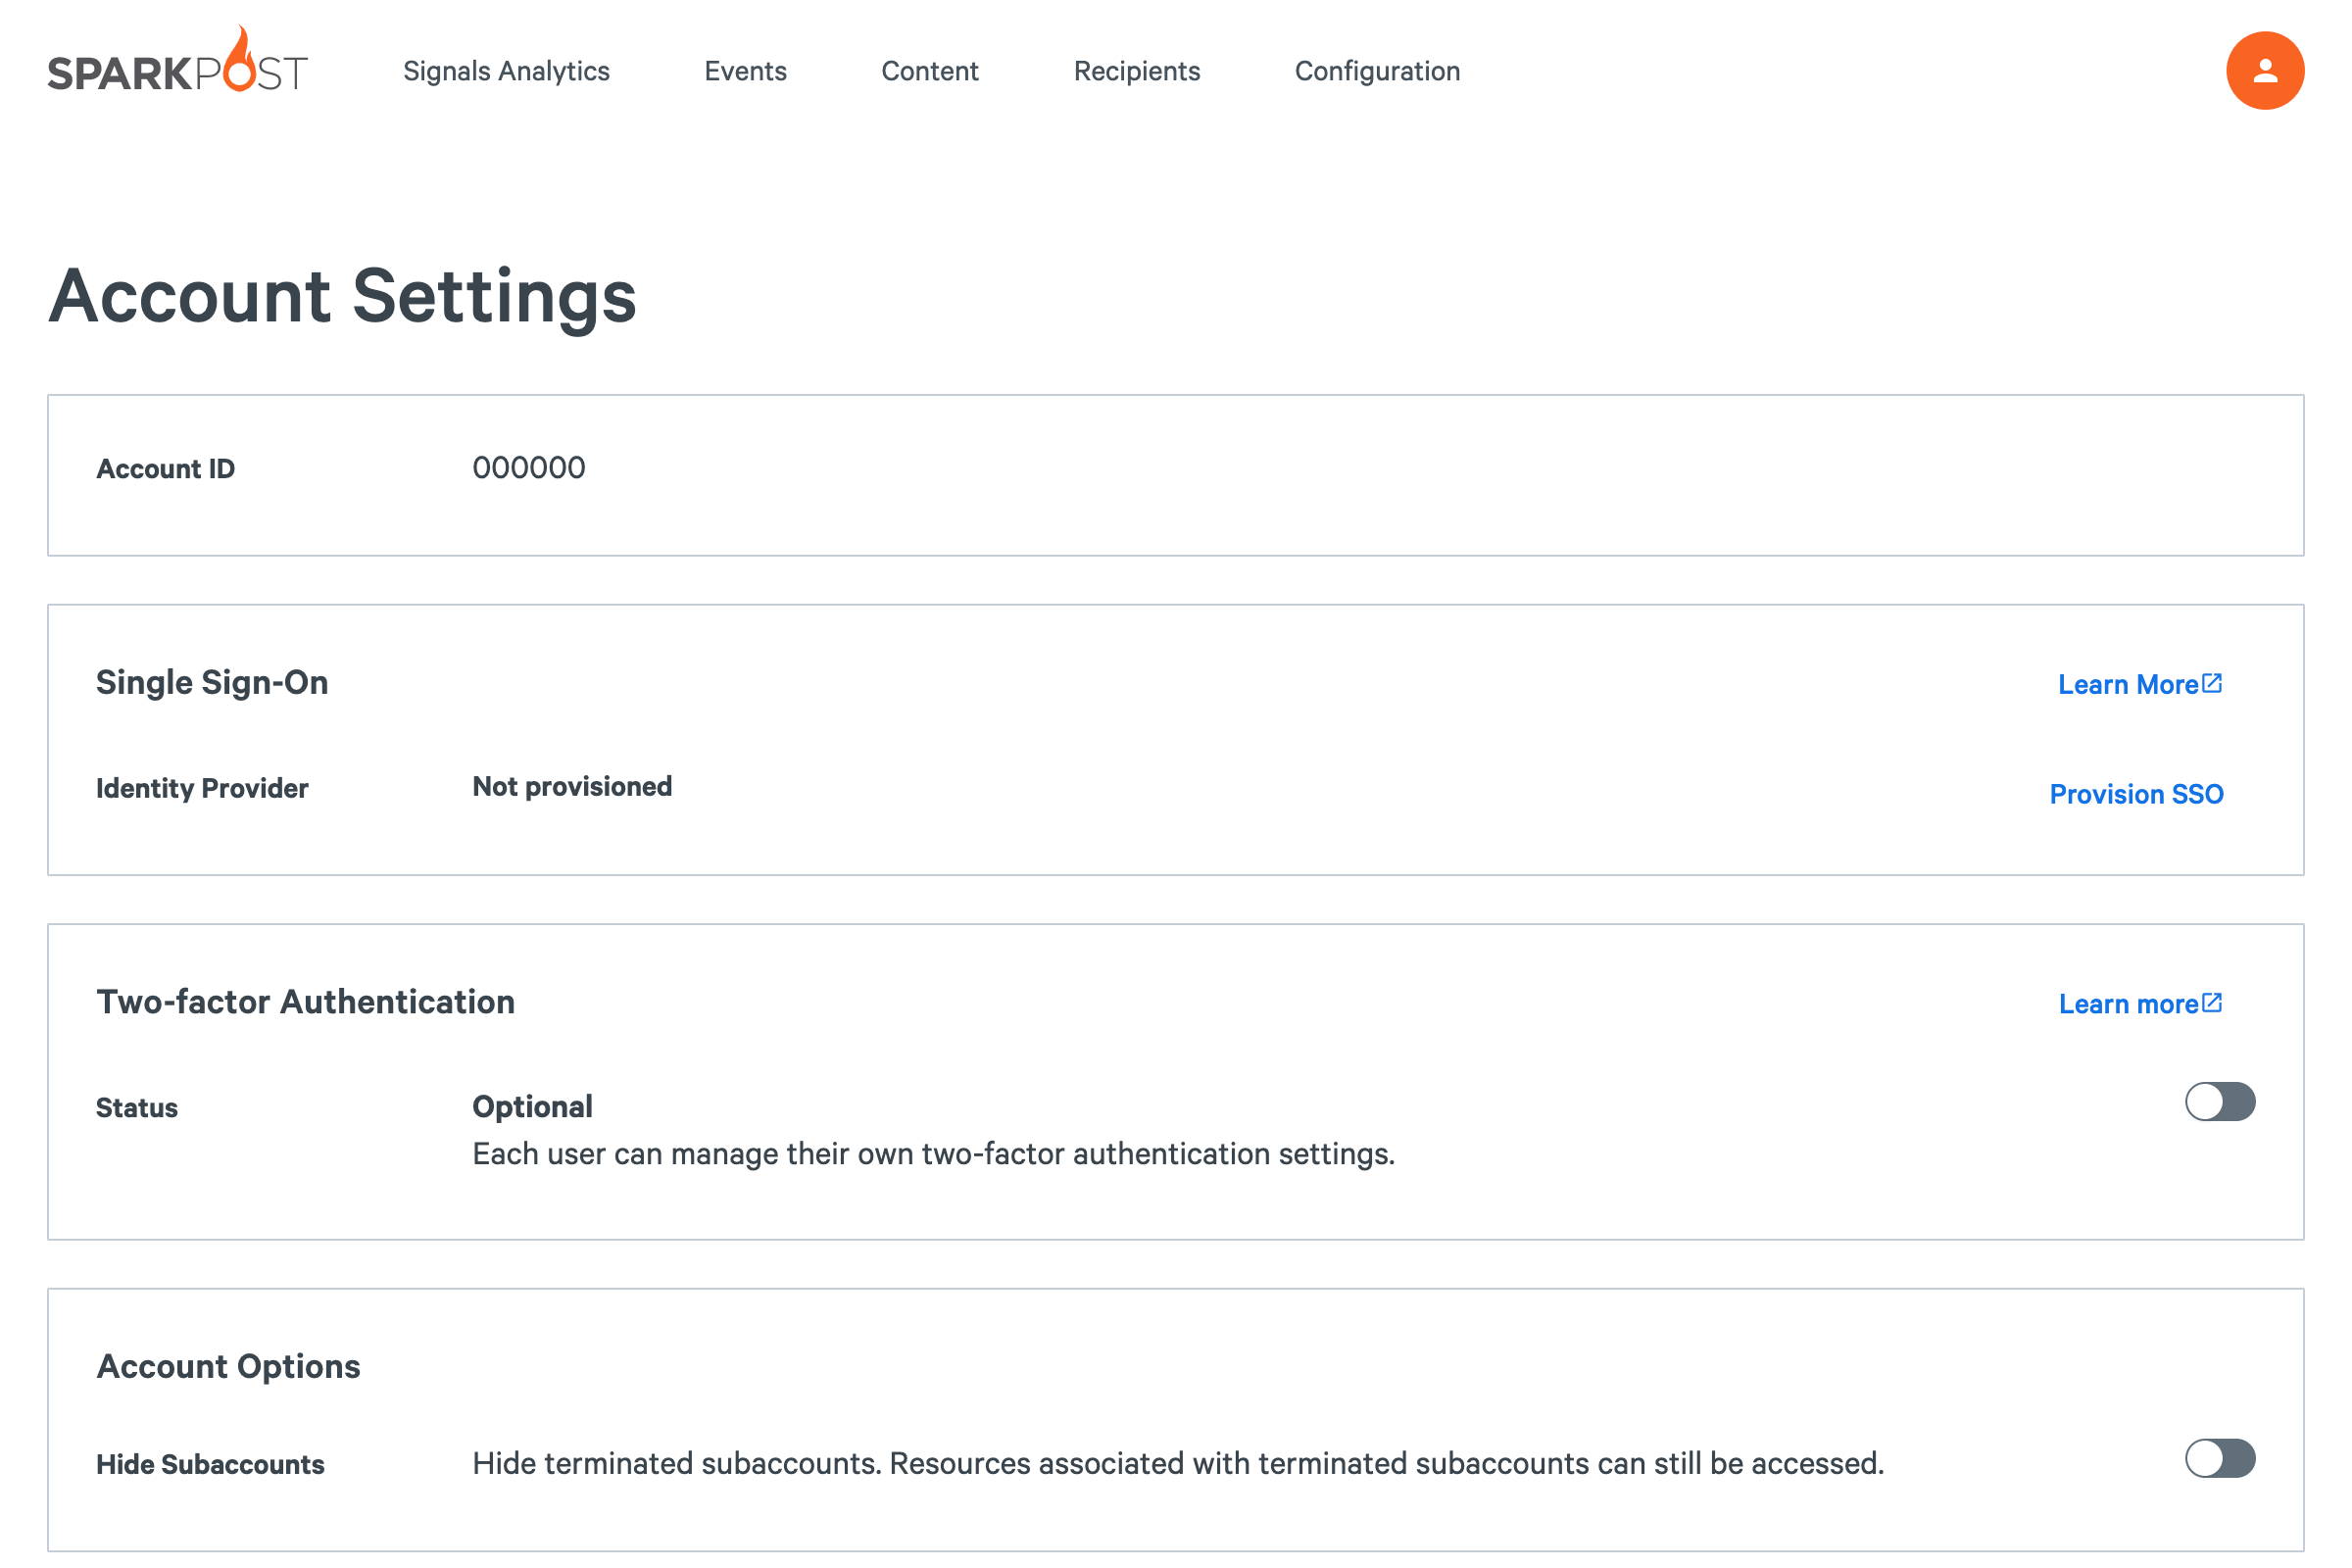 SPARKPOST
Signals Analytics
Events
Content
Recipients
Configuration
Account Settings
Account ID
000000
Single Sign-On
Learn More
Identity Provider
Not provisioned
Provision SSO
Two-factor Authentication
Learn more
Status
Optional
Each user can manage their own two-factor authentication settings.
Account Options
Hide Subaccounts
Hide terminated subaccounts. Resources associated with terminated subaccounts can still be accessed.